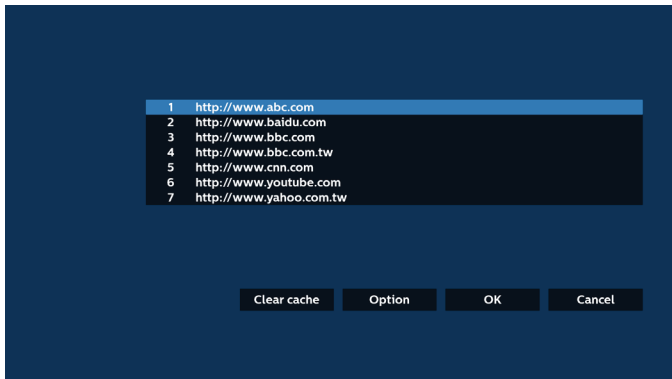 1 http://www.abc.com
2 http://www.baidu.com
3 http://www.bbc.com
4 http://www.bbc.com.tw
5 http://www.cnn.com
6 http://www.youtube.com
7 http://www.yahoo.com.tw
Clear cache Option OK Cancel